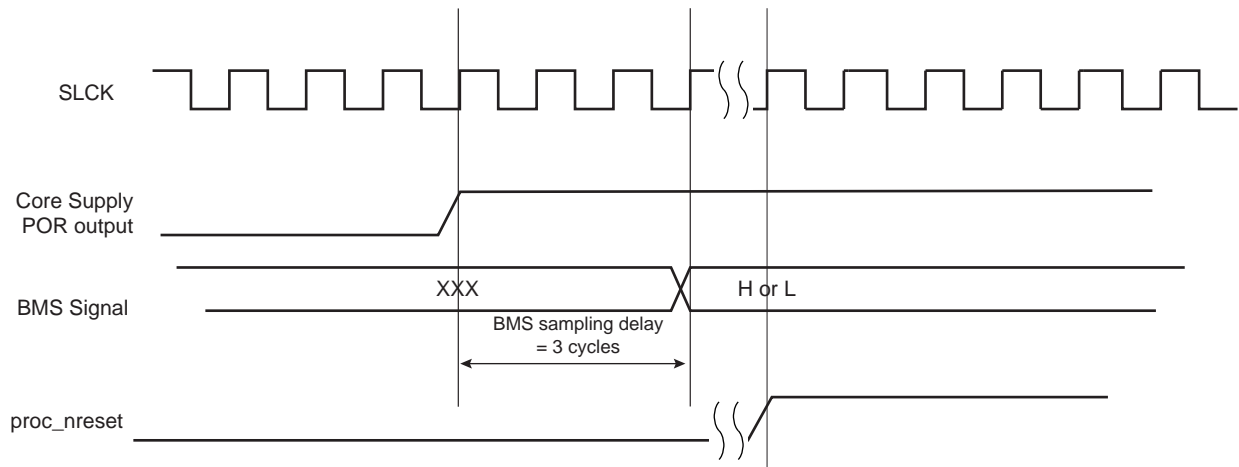 SLCK
Core Supply
POR output
BMS Signal
XXX
H or L
BMS sampling delay
= 3 cycles
proc_nreset